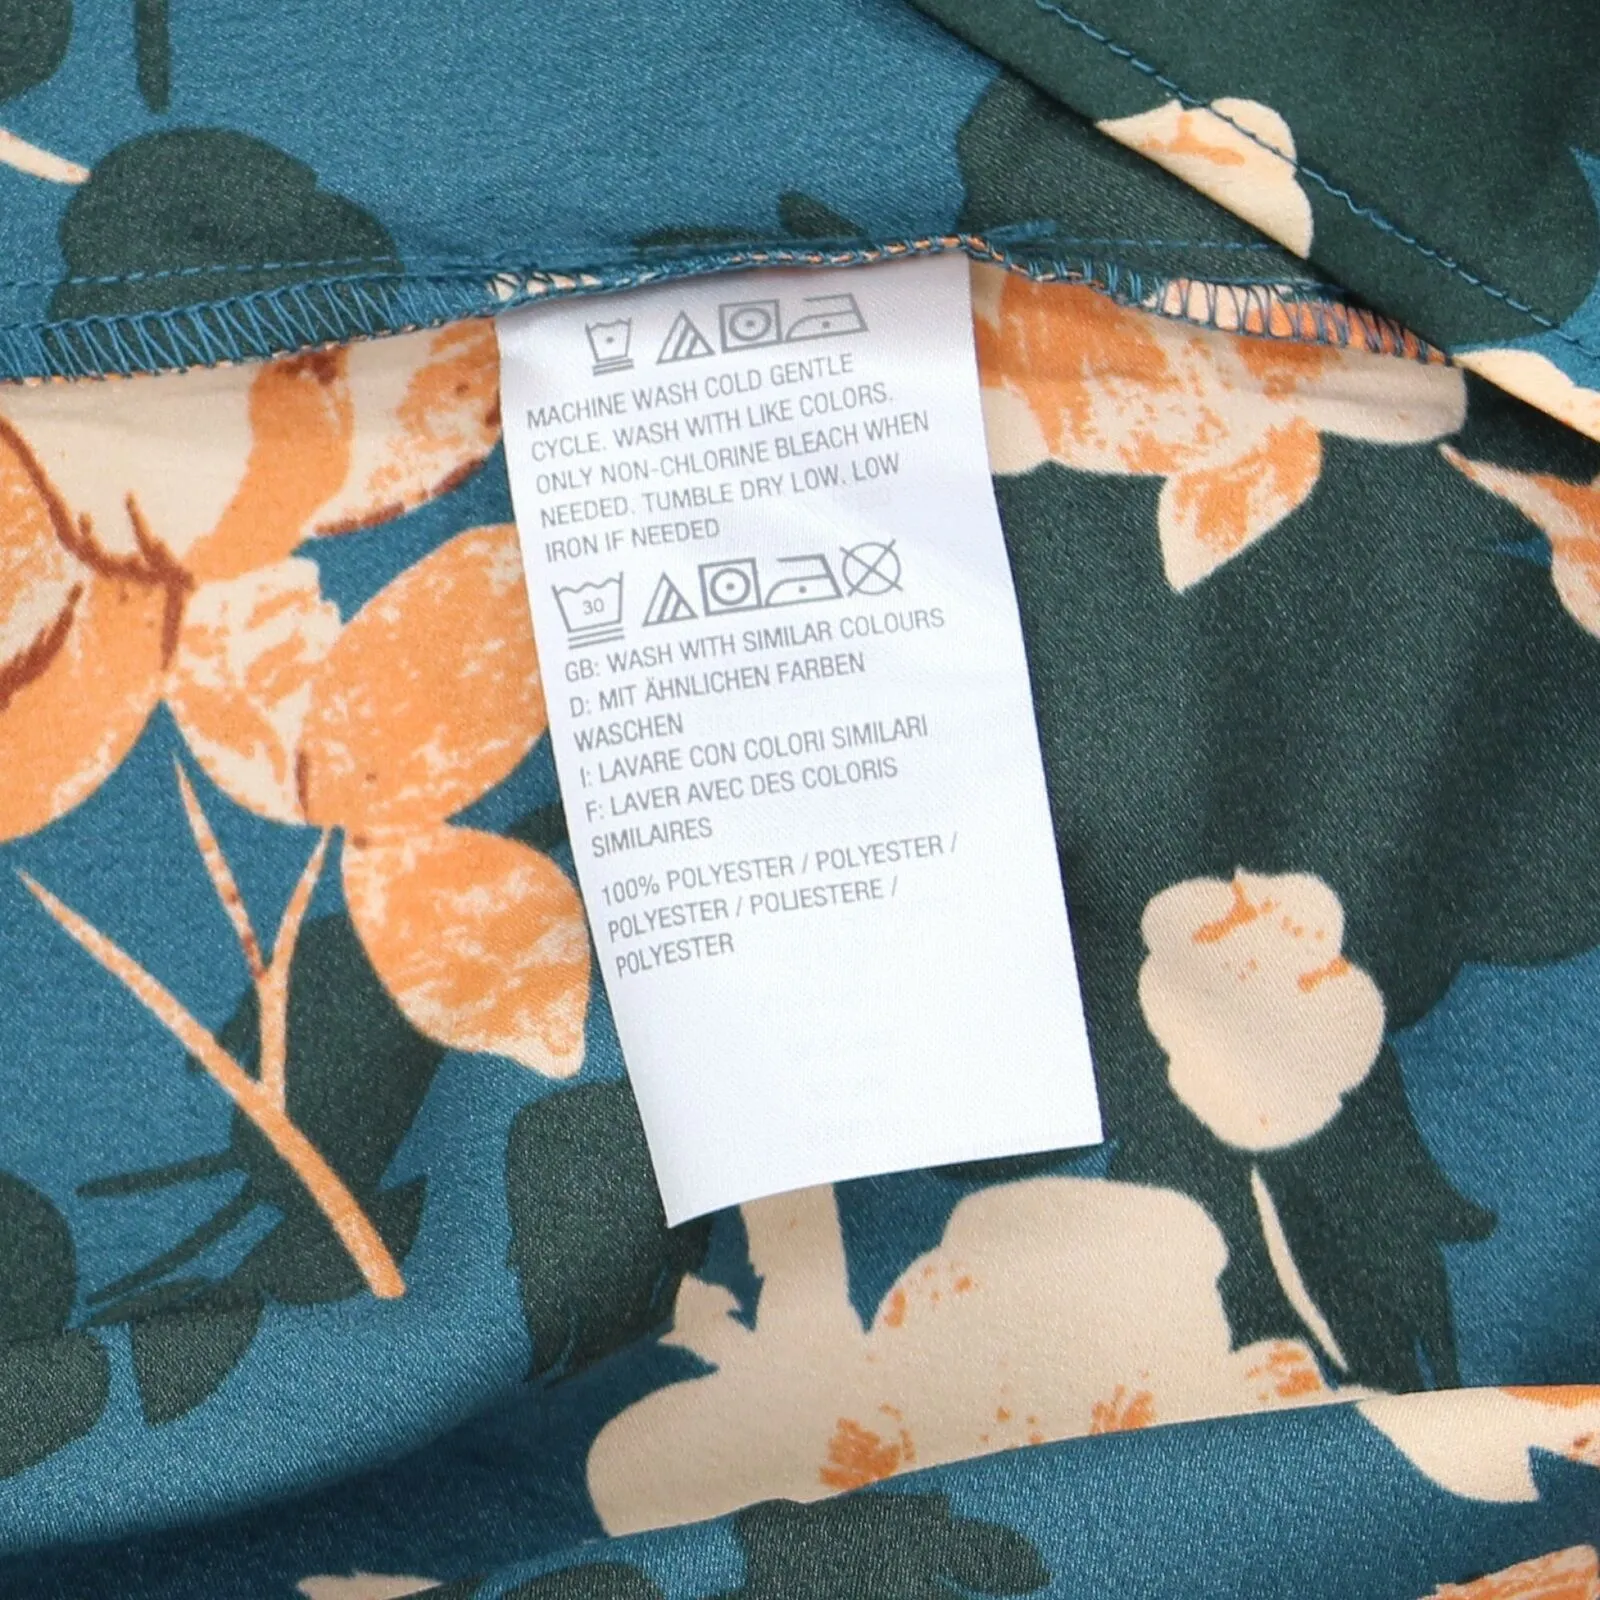 MACHINE WASH COLD GENTLE
CYCLE. WASH WITH LIKE COLORS.
ONLY NON-CHLORINE BLEACH WHEN
NEEDED. TUMBLE DRY LOW. LOW
IRON IF NEEDED
30
GB: WASH WITH SIMILAR COLOURS
D: MIT ÄHNLICHEN FARBEN
WASCHEN
I: LAVARE CON COLORI SIMILARI
F: LAVER AVEC DES COLORIS
SIMILAIRES
100% POLYESTER / POLYESTER /
POLYESTER / POLIESTERE /
POLYESTER